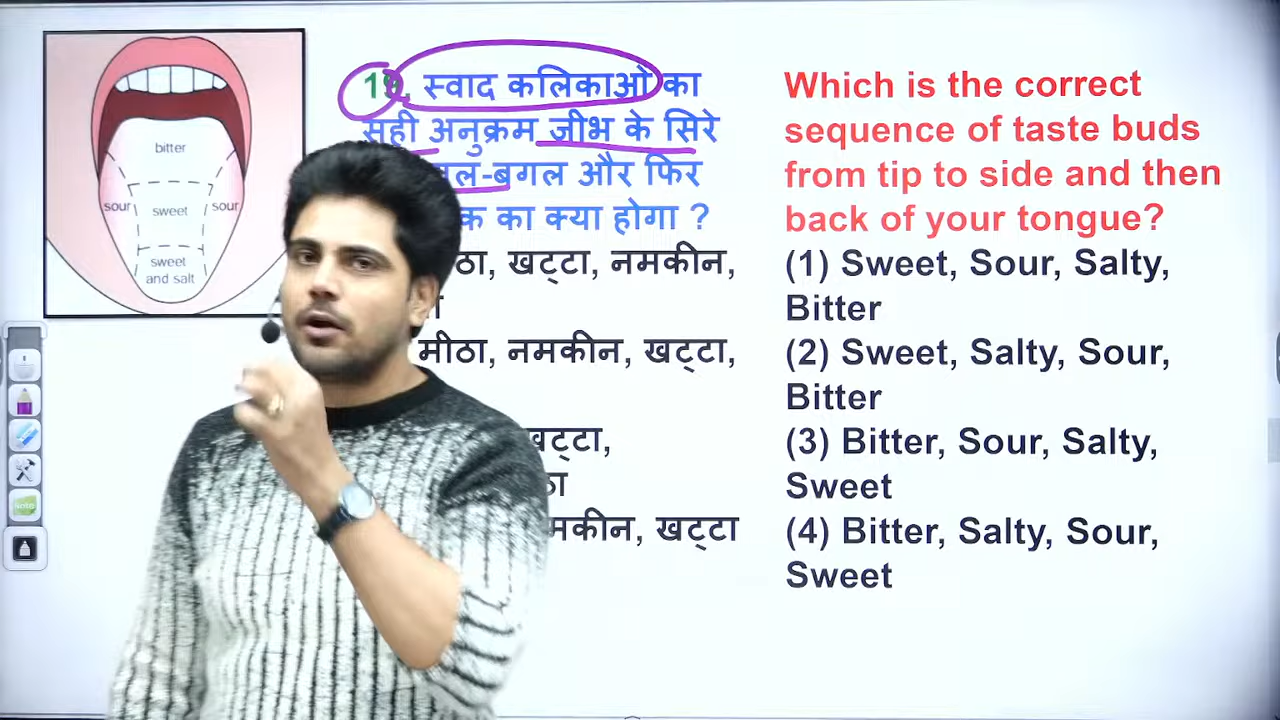 bitter
sour
sweet
sour
sweet
and salt
19. स्वाद कलिकाओं का
सही अनुक्रम जीभ के सिरे
बगल और फिर
का क्या होगा ?
खट्टा, नमकीन,
मीठा, नमकीन, खट्टा,
खट्टा,
खट्टा
Which is the correct
sequence of taste buds
from tip to side and then
back of your tongue?
(1) Sweet, Sour, Salty,
Bitter
(2) Sweet, Salty, Sour,
Bitter
(3) Bitter, Sour, Salty,
Sweet
(4) Bitter, Salty, Sour,
Sweet
Note